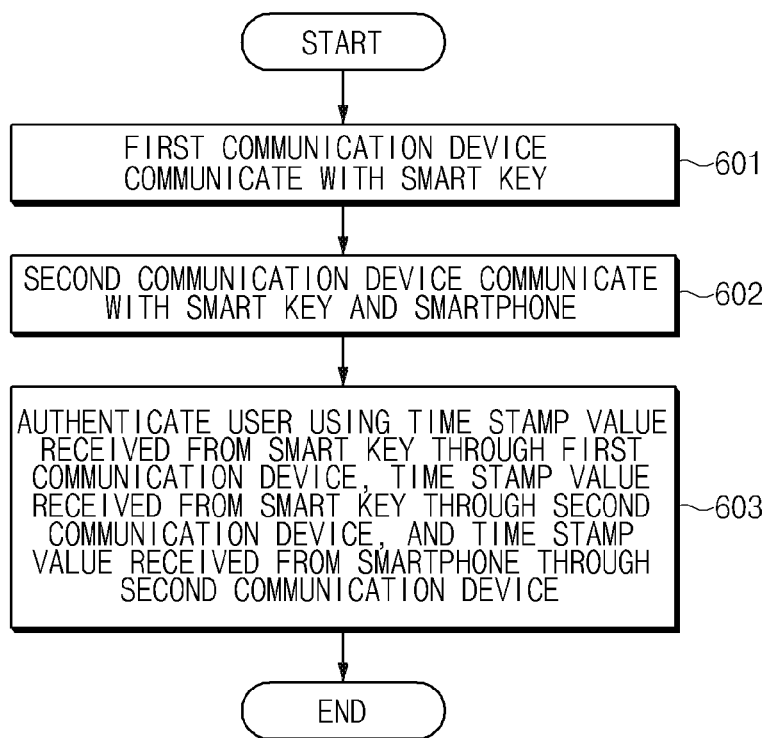 START
FIRST COMMUNICATION DEVICE
COMMUNICATE WITH SMART KEY
601
SECOND COMMUNICATION DEVICE COMMUNICATE
WITH SMART KEY AND SMARTPHONE
602
AUTHENTICATE USER USING TIME STAMP VALUE
RECEIVED FROM SMART KEY THROUGH FIRST
COMMUNICATION DEVICE, TIME STAMP VALUE
RECEIVED FROM SMART KEY THROUGH SECOND
COMMUNICATION DEVICE, AND TIME STAMP
VALUE RECEIVED FROM SMARTPHONE THROUGH
SECOND COMMUNICATION DEVICE
603
END